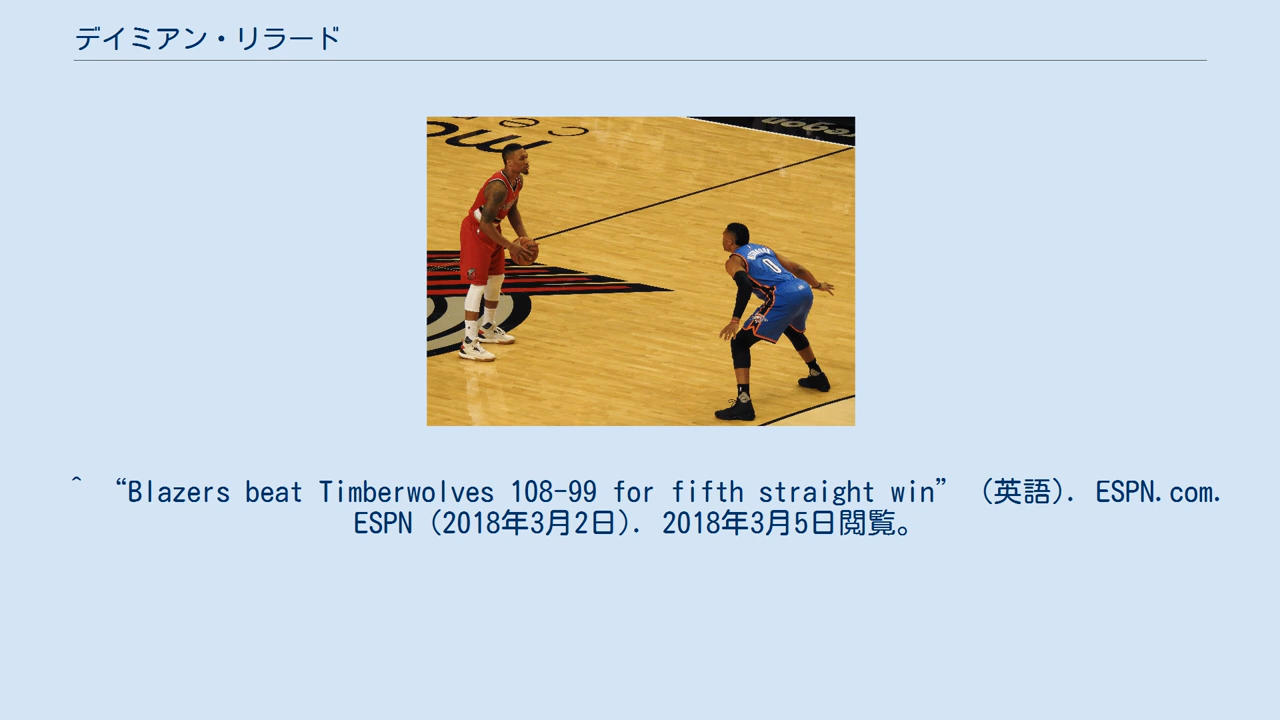 デイミアン・リラード
0
^ “Blazers beat Timberwolves 108-99 for fifth straight win” (英語). ESPN.com.
ESPN (2018年3月2日). 2018年3月5日閲覧。